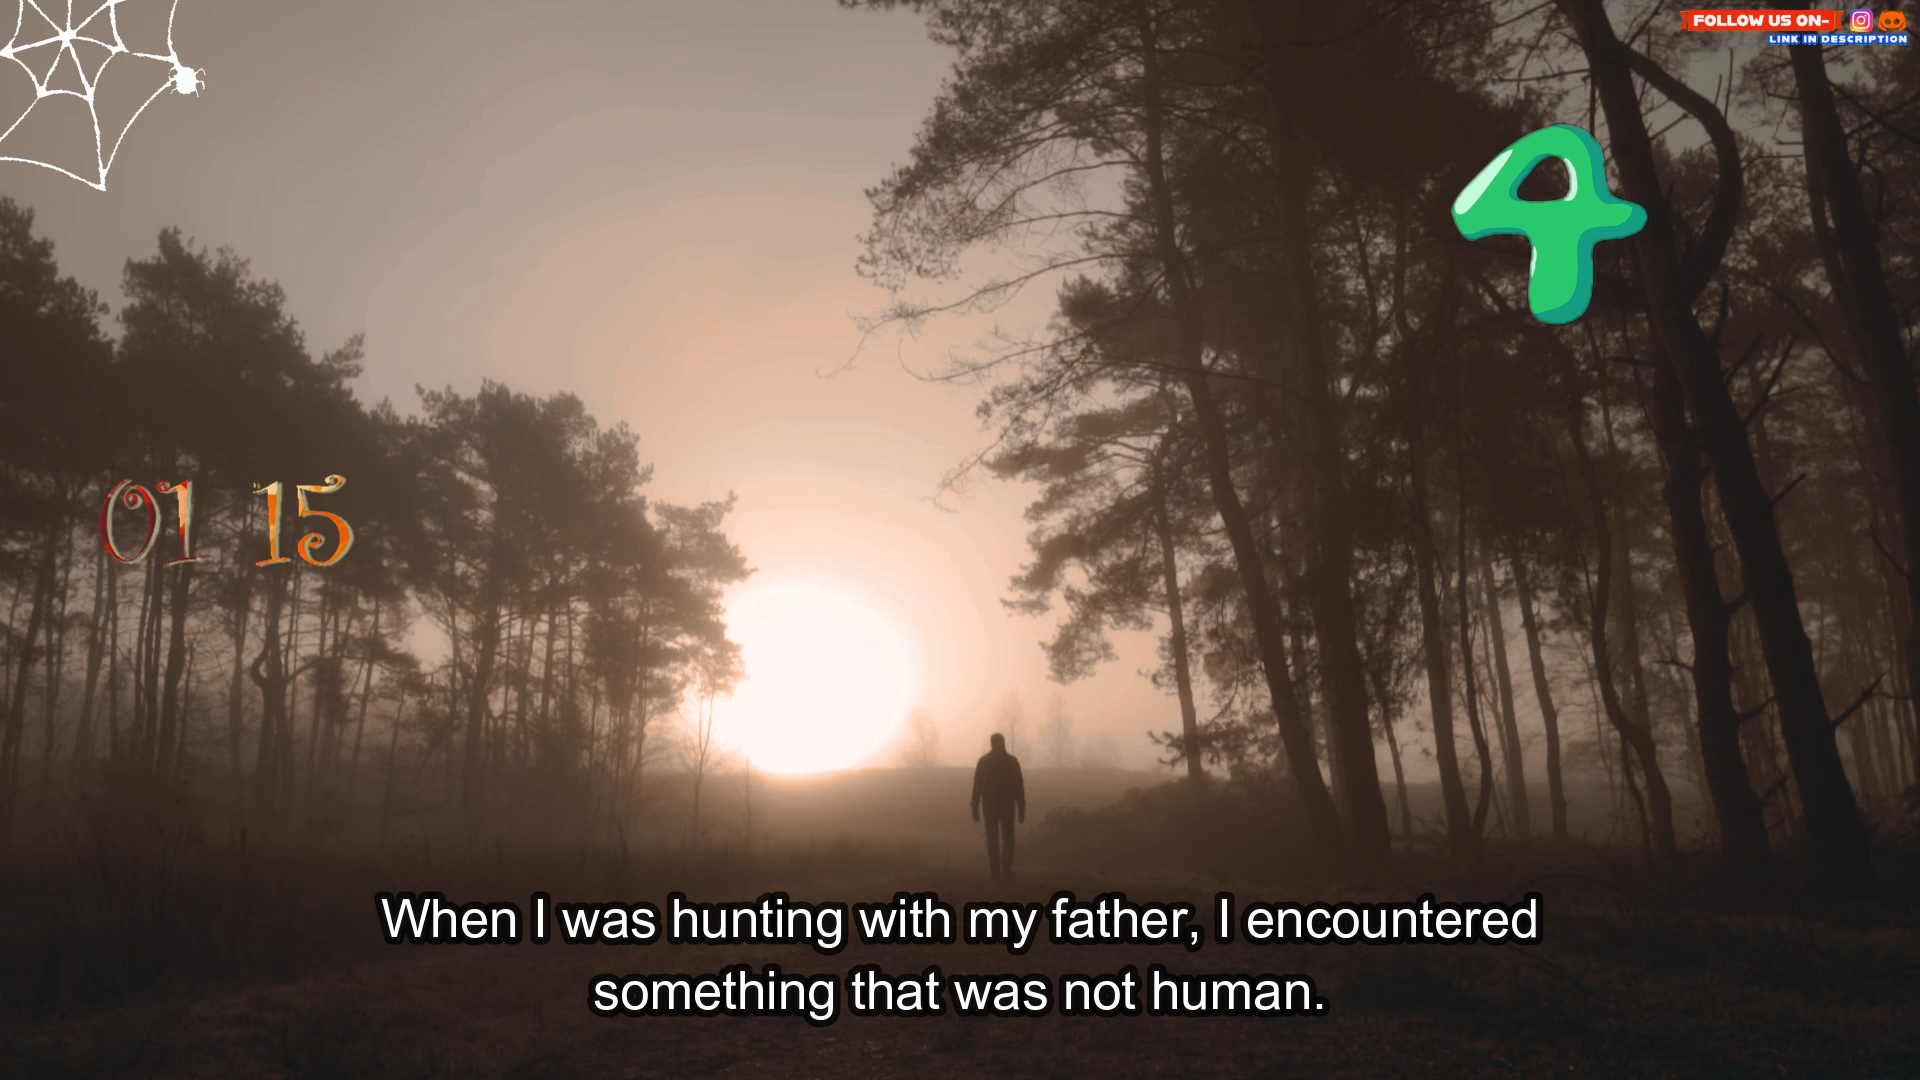 FOLLOW US ON-
LINK IN DESCRIPTION
4
01 15
When I was hunting with my father, I encountered
something that was not human.